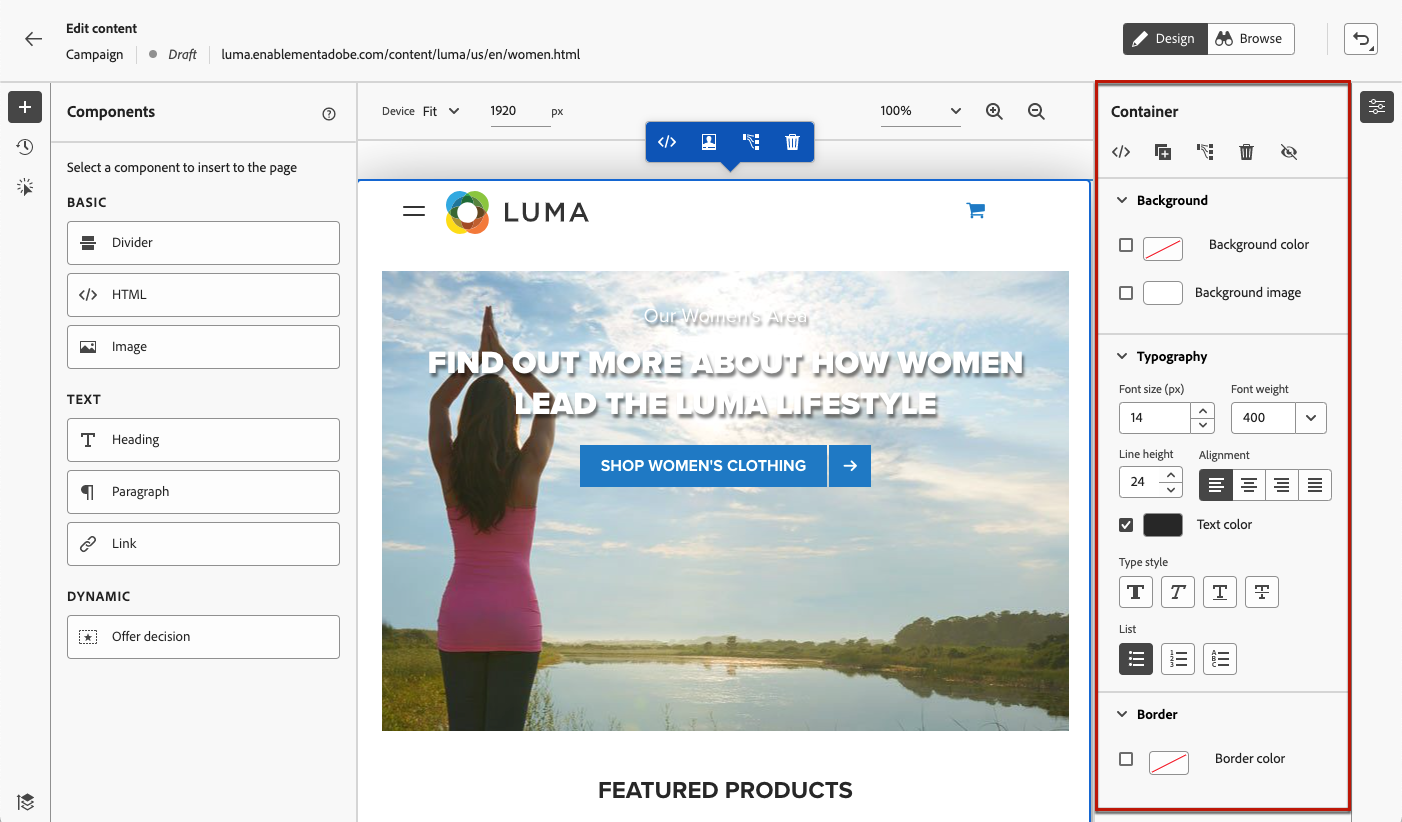 Edit content
Campaign
Draft
luma.enablementadobe.com/content/luma/us/en/women.html
Design
Browse
Components
Select a component to insert to the page
BASIC
Divider
HTML
Image
TEXT
Heading
Paragraph
Link
DYNAMIC
Offer decision
Device Fit
1920 px
100%
LUMA
Our Women's Area
FIND OUT MORE ABOUT HOW WOMEN
LEAD THE LUMA LIFESTYLE
SHOP WOMEN'S CLOTHING
FEATURED PRODUCTS
Container
Background
Background color
Background image
Typography
Font size (px) Font weight
14 400
Line height Alignment
24
Text color
Type style
T T T T
List
Border
Border color